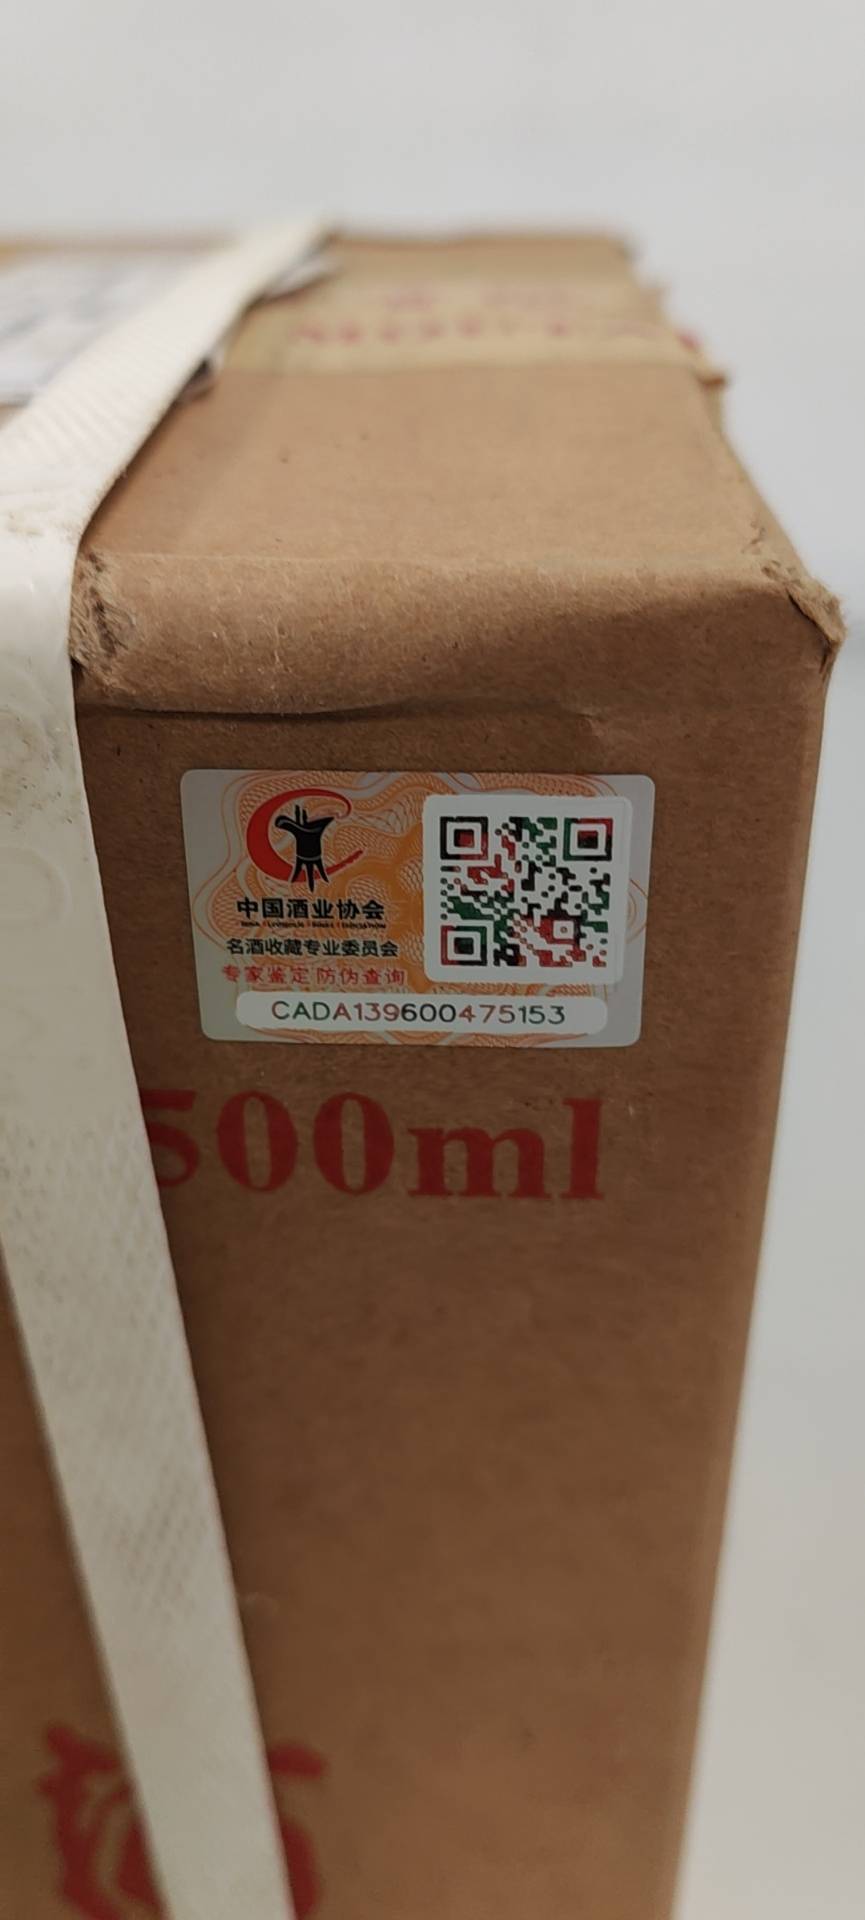 中国酒业协会
名酒收藏专业委员会
专家鉴定 防伪查询
CADA139600475153
500ml
酒